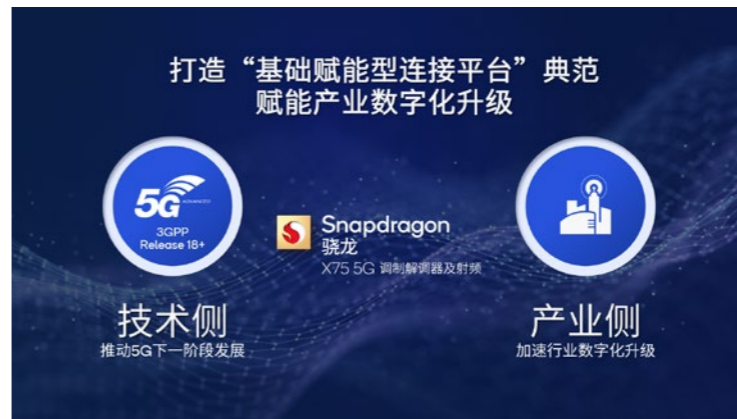 打造“基础赋能型连接平台”典范
赋能产业数字化升级
5G
ADVANCED
3GPP
Release 18+
Snapdragon
骁龙
X75 5G 调制解调器及射频
技术侧
推动5G下一阶段发展
产业侧
加速行业数字化升级